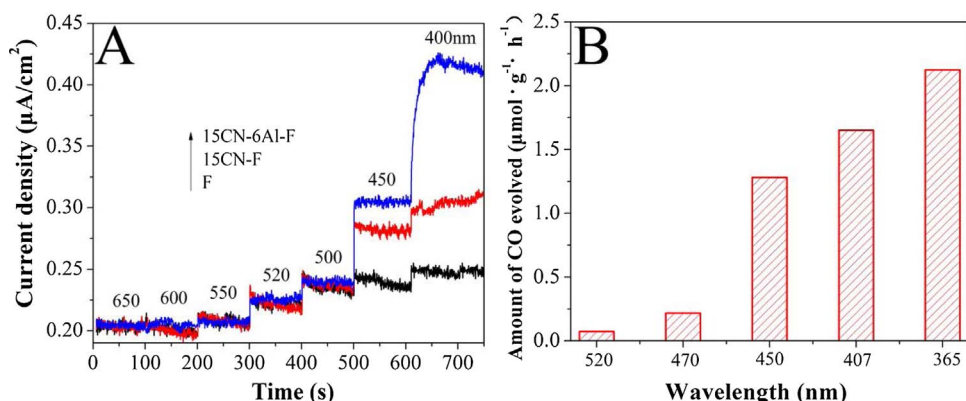 A
0.45
0.40
0.35
0.30
0.25
0.20
Current density (μA/cm²)
400nm
15CN-6Al-F
15CN-F
F
450
500
520
550
600
650
0 100 200 300 400 500 600 700
Time (s)
B
2.5
2.0
1.5
1.0
0.5
0.0
Amount of CO evolved (μmol · g⁻¹· h⁻¹)
520 470 450 407 365
Wavelength (nm)